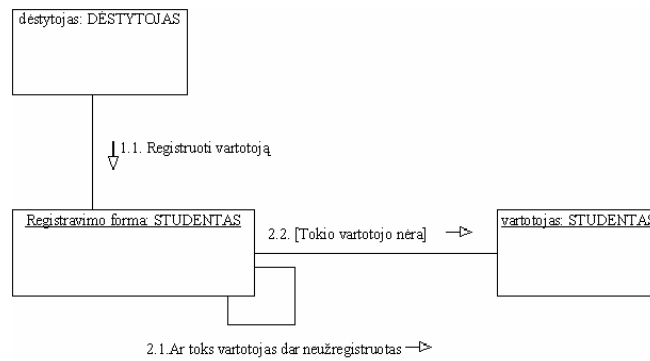 dėstytojas: DĖSTYTOJAS
1.1. Registruoti vartotoją
Registravimo forma: STUDENTAS
2.2. [Tokio vartotojo nėra]
vartotojas: STUDENTAS
2.1.Ar toks vartotojas dar neužregistruotas